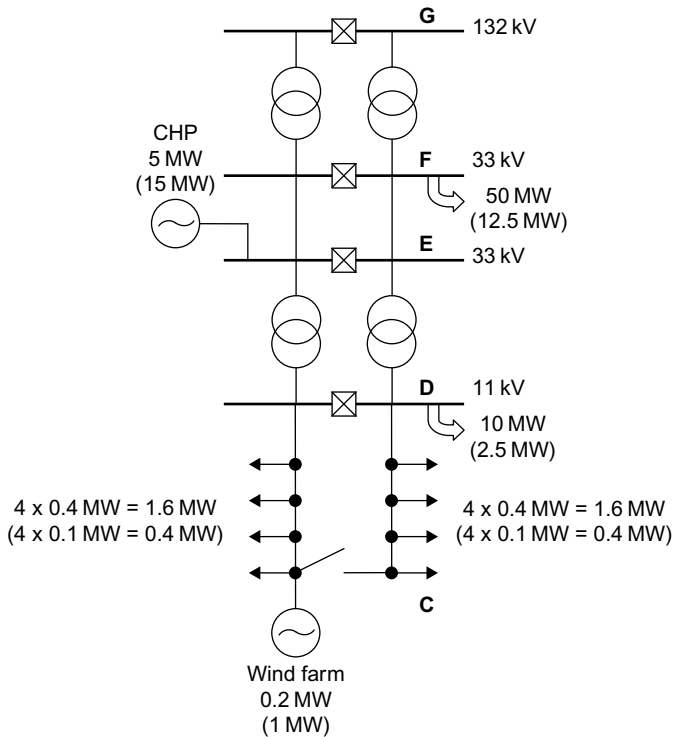 G
132 kV
CHP
5 MW
(15 MW)
F
33 kV
50 MW
(12.5 MW)
E
33 kV
D
11 kV
10 MW
(2.5 MW)
4 x 0.4 MW = 1.6 MW
(4 x 0.1 MW = 0.4 MW)
4 x 0.4 MW = 1.6 MW
(4 x 0.1 MW = 0.4 MW)
C
Wind farm
0.2 MW
(1 MW)